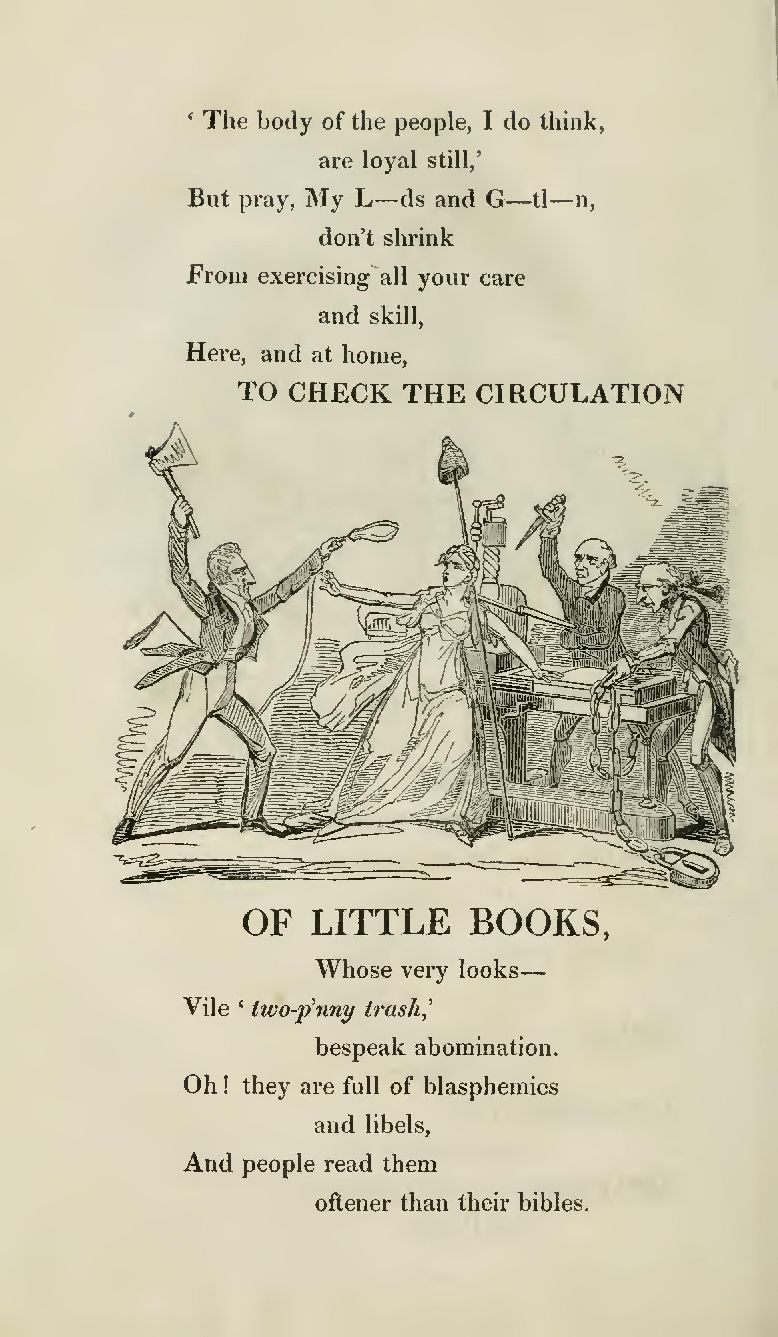 ‘ The body of the people, I do think,
are loyal still,’
But pray, My L—ds and G—tl—n,
don’t shrink
From exercising all your care
and skill,
Here, and at home,
TO CHECK THE CIRCULATION
OF LITTLE BOOKS,
Whose very looks—
Vile ‘ two-p’nny trash,’
bespeak abomination.
Oh! they are full of blasphemies
and libels,
And people read them
oftener than their bibles.